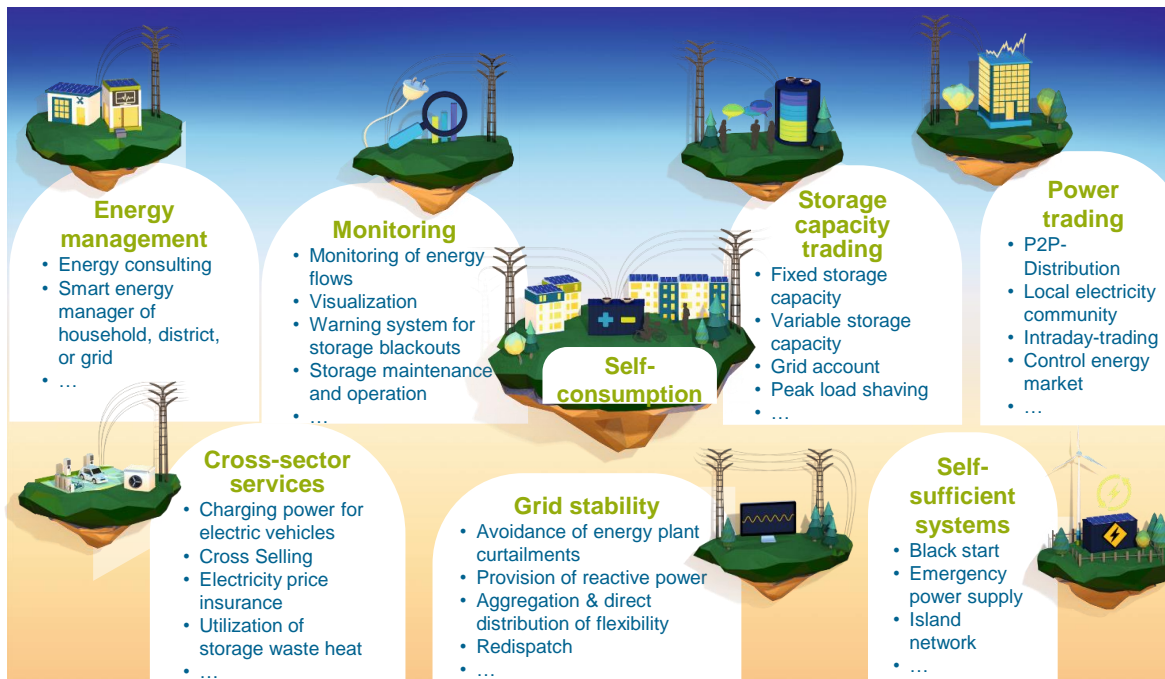 Energy
management
• Energy consulting
• Smart energy
manager of
household, district,
or grid
• …
Monitoring
• Monitoring of energy
flows
• Visualization
• Warning system for
storage blackouts
• Storage maintenance
and operation
• …
Self-
consumption
Storage
capacity
trading
• Fixed storage
capacity
• Variable storage
capacity
• Grid account
• Peak load shaving
• …
Power
trading
• P2P-
Distribution
• Local electricity
community
• Intraday-trading
• Control energy
market
• …
Cross-sector
services
• Charging power for
electric vehicles
• Cross Selling
• Electricity price
insurance
• Utilization of
storage waste heat
• …
Grid stability
• Avoidance of energy plant
curtailments
• Provision of reactive power
• Aggregation & direct
distribution of flexibility
• Redispatch
• …
Self-
sufficient
systems
• Black start
• Emergency
power supply
• Island
network
• …